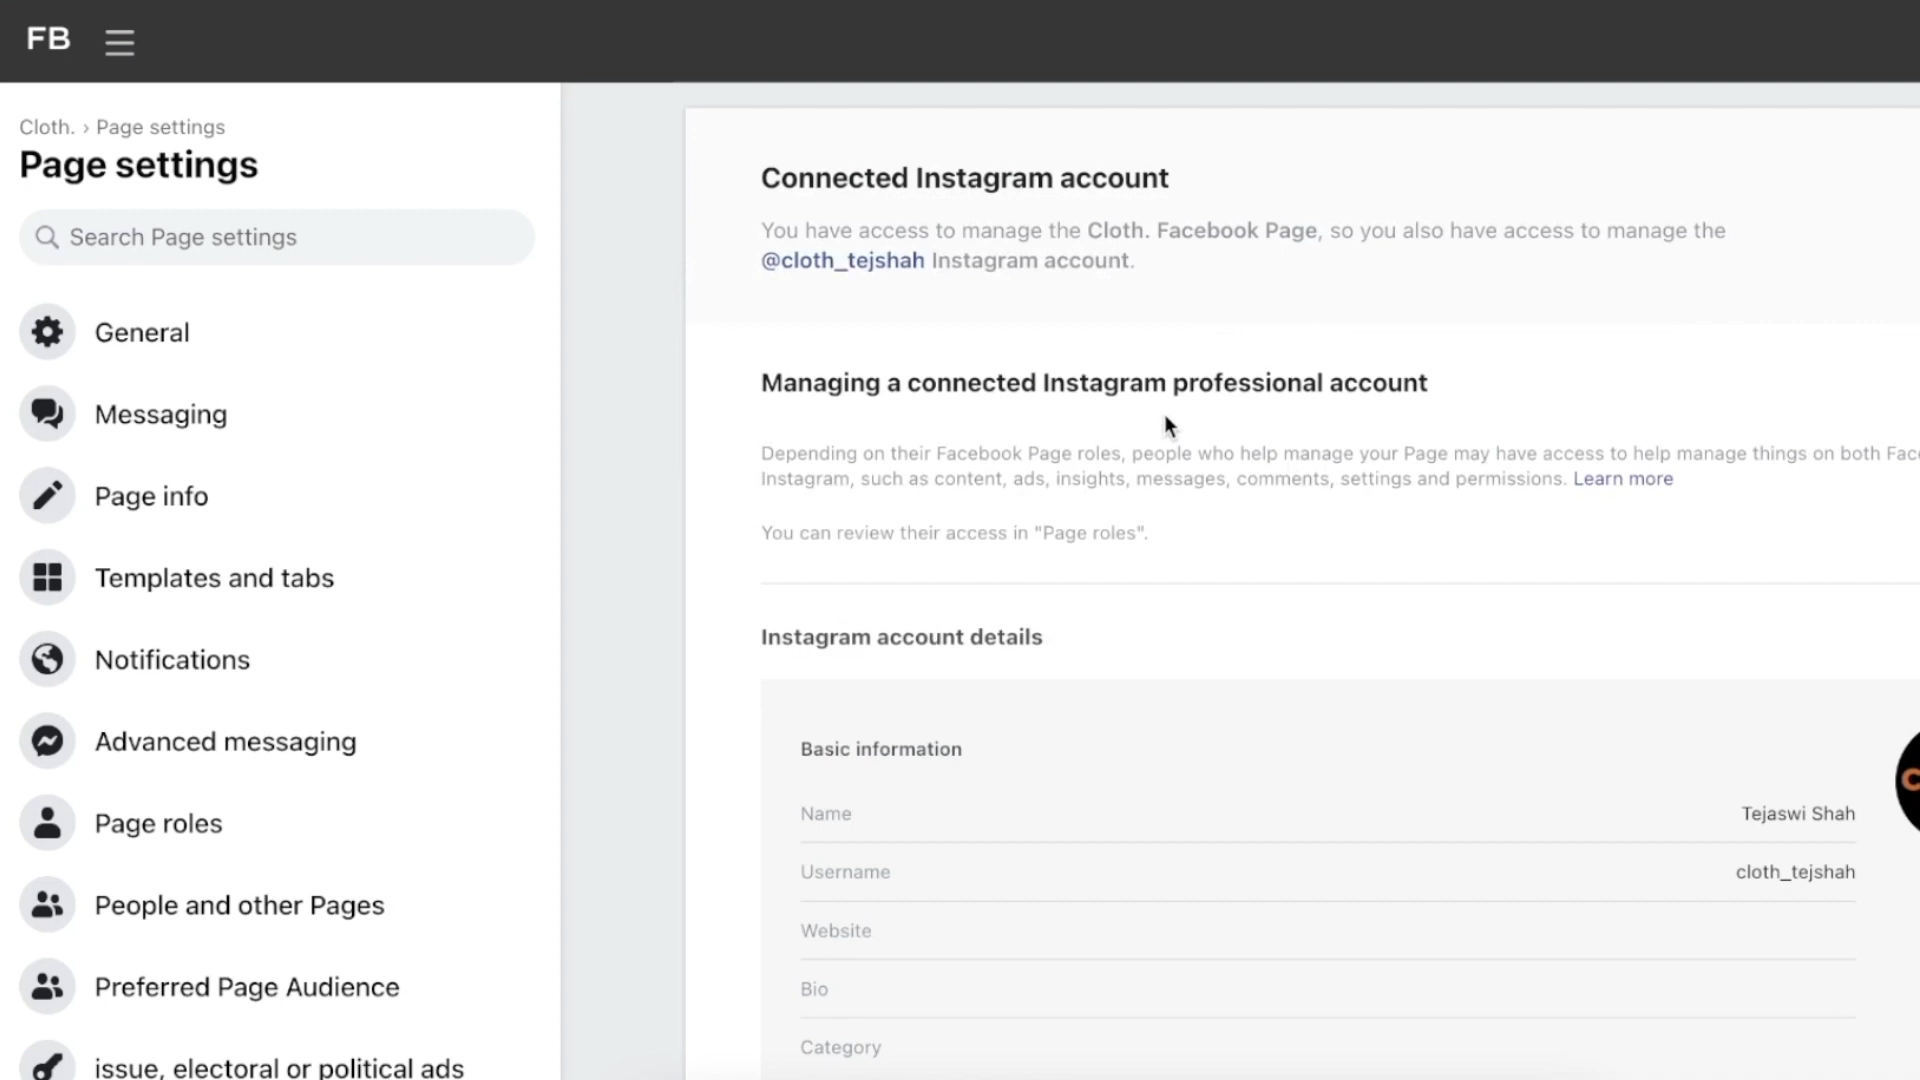 FB
Cloth. › Page settings
Page settings
Search Page settings
General
Messaging
Page info
Templates and tabs
Notifications
Advanced messaging
Page roles
People and other Pages
Preferred Page Audience
issue, electoral or political ads
Connected Instagram account
You have access to manage the Cloth. Facebook Page, so you also have access to manage the
@cloth_tejshah Instagram account.
Managing a connected Instagram professional account
Depending on their Facebook Page roles, people who help manage your Page may have access to help manage things on both Fac
Instagram, such as content, ads, insights, messages, comments, settings and permissions. Learn more
You can review their access in "Page roles".
Instagram account details
Basic information
Name Tejaswi Shah
Username cloth_tejshah
Website
Bio
Category